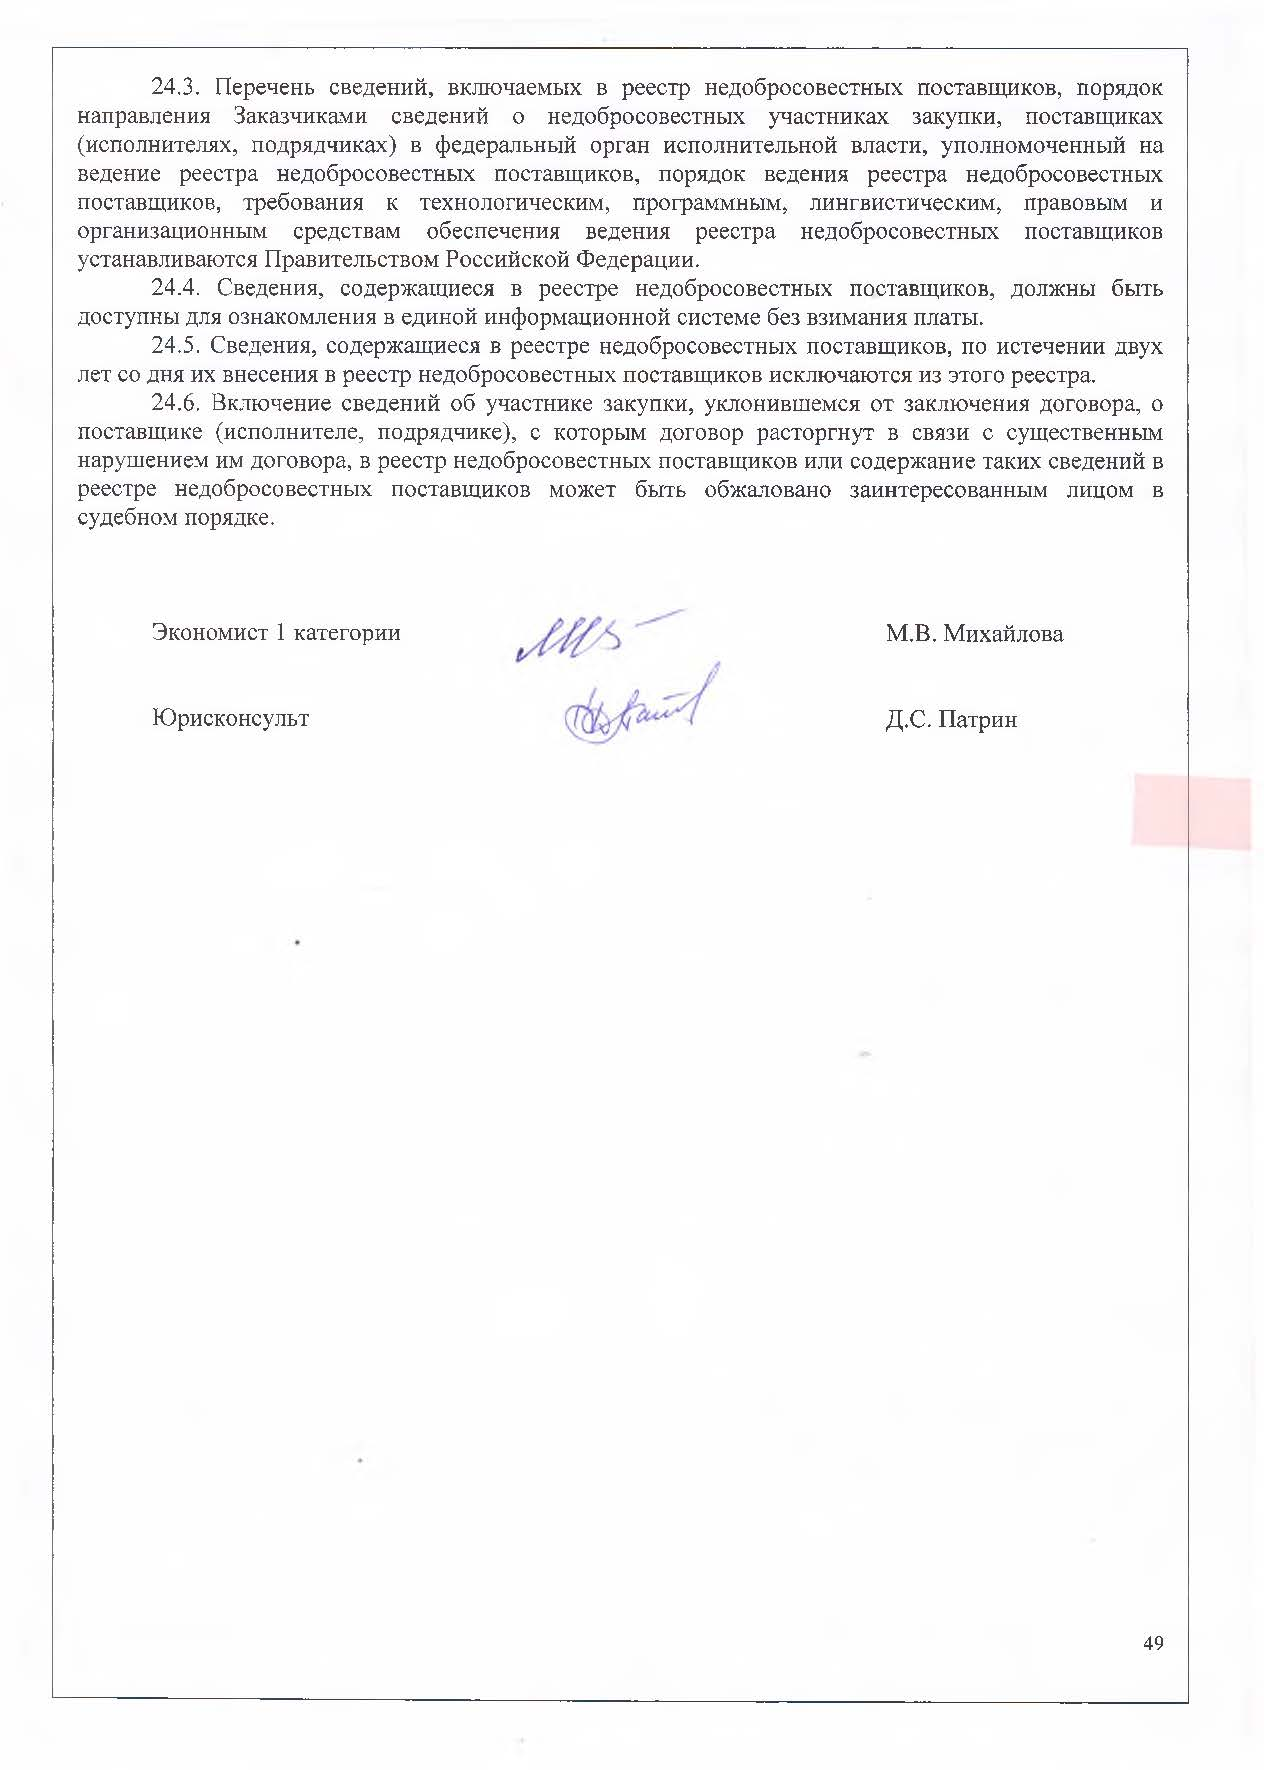 24.3. Перечень сведений, включаемых в реестр недобросовестных поставщиков, порядок
направления Заказчиками сведений о недобросовестных участниках закупки, поставщиках
(исполнителях, подрядчиках) в федеральный орган исполнительной власти, уполномоченный на
ведение реестра недобросовестных поставщиков, порядок ведения реестра недобросовестных
поставщиков, требования к технологическим, программным, лингвистическим, правовым и
организационным средствам обеспечения ведения реестра недобросовестных поставщиков
устанавливаются Правительством Российской Федерации.
24.4. Сведения, содержащиеся в реестре недобросовестных поставщиков, должны быть
доступны для ознакомления в единой информационной системе без взимания платы.
24.5. Сведения, содержащиеся в реестре недобросовестных поставщиков, по истечении двух
лет со дня их внесения в реестр недобросовестных поставщиков исключаются из этого реестра.
24.6. Включение сведений об участнике закупки, уклонившемся от заключения договора, о
поставщике (исполнителе, подрядчике), с которым договор расторгнут в связи с существенным
нарушением им договора, в реестр недобросовестных поставщиков или содержание таких сведений в
реестре недобросовестных поставщиков может быть обжаловано заинтересованным лицом в
судебном порядке.
Экономист 1 категории М.В. Михайлова
Юрисконсульт Д.С. Патрин
49